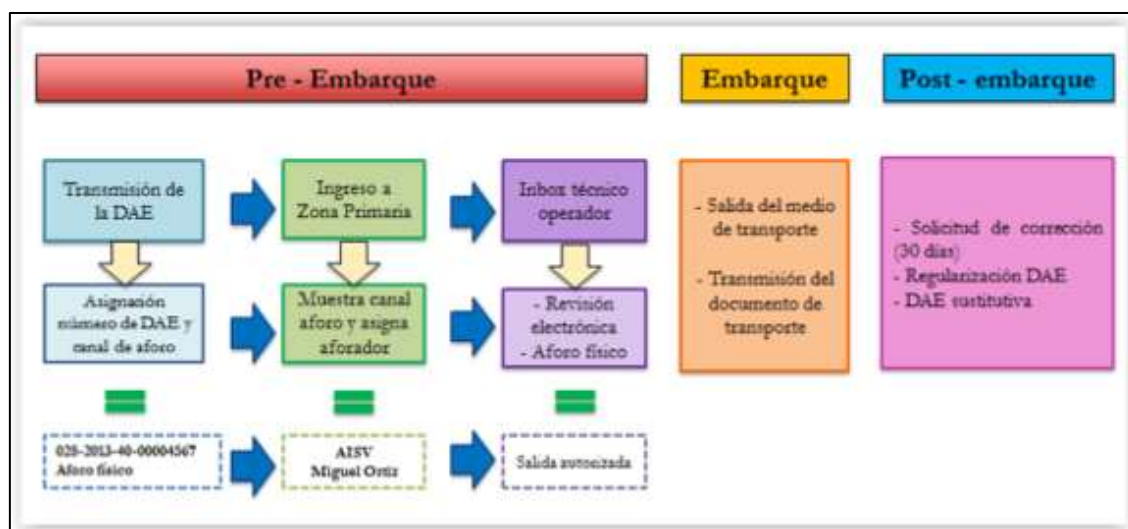 Pre - Embarque
Embarque
Post - embarque
Transmisión de
la DAE
Ingreso a
Zona Primaria
Inbox técnico
operador
- Salida del medio
de transporte
- Transmisión del
documento de
transporte
- Solicitud de corrección
(30 días)
- Regularización DAE
- DAE sustitutiva
Asignación
número de DAE y
canal de aforo
Muestra canal
aforo y asigna
aforador
- Revisión
electrónica
- Aforo físico
028-2013-40-00004567
Aforo físico
AISV
Miguel Ortiz
Salida autorizada